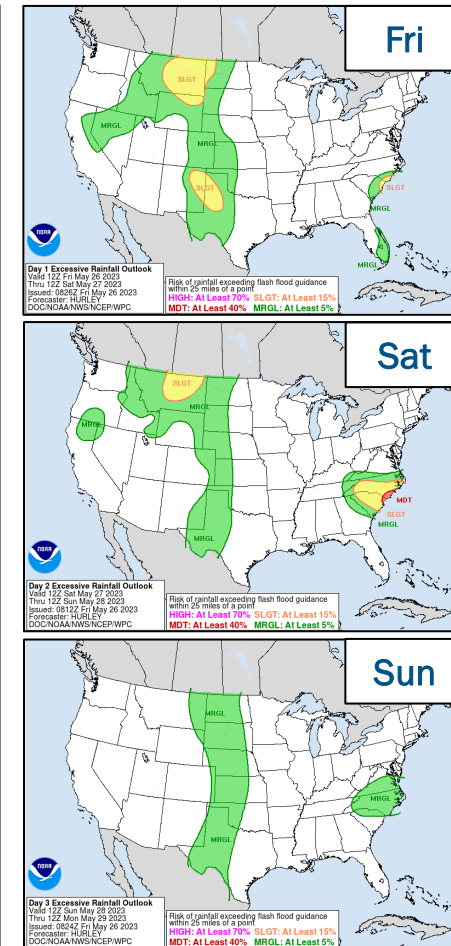 Fri
SLGT
MRGL
MRGL
SLGT
SLGT
MRGL
MRGL
NOAA
Day 1 Excessive Rainfall Outlook
Valid 12Z Fri May 26 2023
Thru 12Z Sat May 27 2023
Issued: 0826Z Fri May 26 2023
Forecaster: HURLEY
DOC/NOAA/NWS/NCEP/WPC
Risk of rainfall exceeding flash flood guidance
within 25 miles of a point
HIGH: At Least 70% SLGT: At Least 15%
MDT: At Least 40% MRGL: At Least 5%
Sat
SLGT
MRGL
MRGL
MDT
SLGT
MRGL
MRGL
NOAA
Day 2 Excessive Rainfall Outlook
Valid 12Z Sat May 27 2023
Thru 12Z Sun May 28 2023
Issued: 0812Z Fri May 26 2023
Forecaster: HURLEY
DOC/NOAA/NWS/NCEP/WPC
Risk of rainfall exceeding flash flood guidance
within 25 miles of a point
HIGH: At Least 70% SLGT: At Least 15%
MDT: At Least 40% MRGL: At Least 5%
Sun
MRGL
MRGL
MRGL
NOAA
Day 3 Excessive Rainfall Outlook
Valid 12Z Sun May 28 2023
Thru 12Z Mon May 29 2023
Issued: 0824Z Fri May 26 2023
Forecaster: HURLEY
DOC/NOAA/NWS/NCEP/WPC
Risk of rainfall exceeding flash flood guidance
within 25 miles of a point
HIGH: At Least 70% SLGT: At Least 15%
MDT: At Least 40% MRGL: At Least 5%